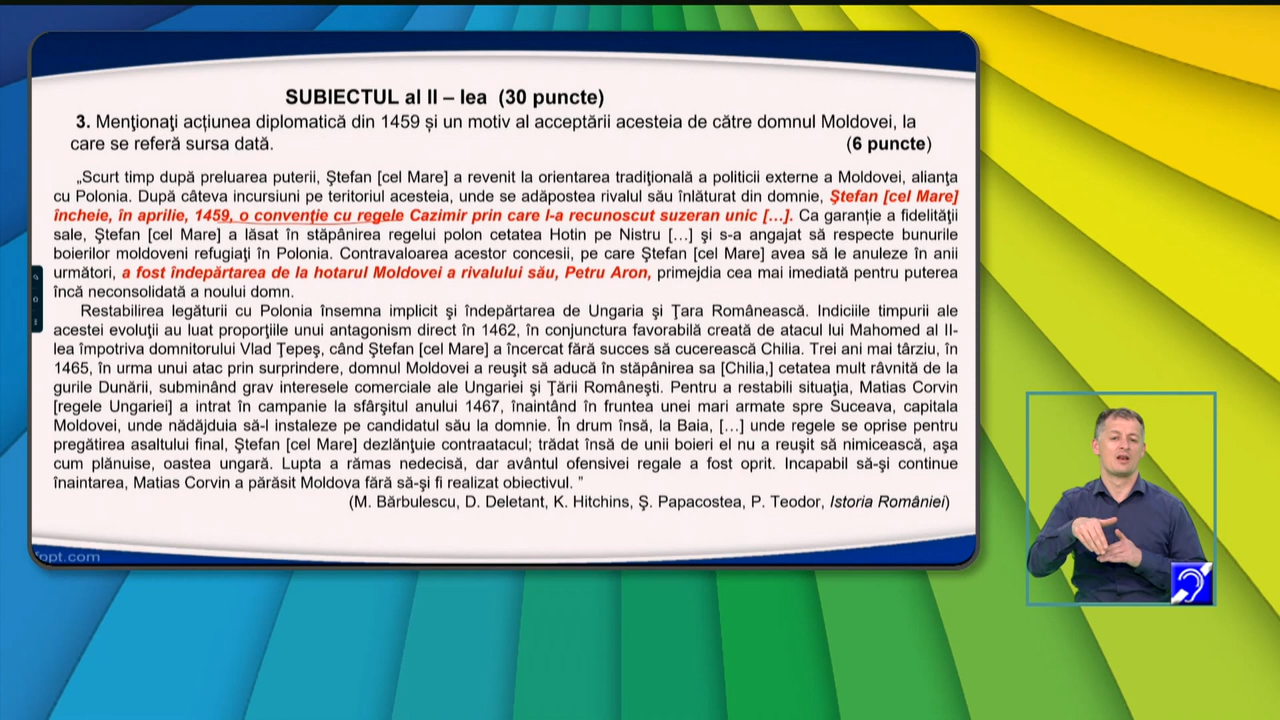 SUBIECTUL al II – lea (30 puncte)
3. Menţionaţi acțiunea diplomatică din 1459 și un motiv al acceptării acesteia de către domnul Moldovei, la
care se referă sursa dată. (6 puncte)
„Scurt timp după preluarea puterii, Ştefan [cel Mare] a revenit la orientarea tradiţională a politicii externe a Moldovei, alianţa
cu Polonia. După câteva incursiuni pe teritoriul acesteia, unde se adăpostea rivalul său înlăturat din domnie, Ştefan [cel Mare]
încheie, în aprilie, 1459, o convenţie cu regele Cazimir prin care l-a recunoscut suzeran unic [...]. Ca garanție a fidelităţii
sale, Ştefan [cel Mare] a lăsat în stăpânirea regelui polon cetatea Hotin pe Nistru [...] şi s-a angajat să respecte bunurile
boierilor moldoveni refugiaţi în Polonia. Contravaloarea acestor concesii, pe care Ştefan [cel Mare] avea să le anuleze în anii
următori, a fost îndepărtarea de la hotarul Moldovei a rivalului său, Petru Aron, primejdia cea mai imediată pentru puterea
încă neconsolidată a noului domn.
Restabilirea legăturii cu Polonia însemna implicit şi îndepărtarea de Ungaria şi Ţara Românească. Indiciile timpurii ale
acestei evoluţii au luat proporţiile unui antagonism direct în 1462, în conjunctura favorabilă creată de atacul lui Mahomed al II-
lea împotriva domnitorului Vlad Ţepeş, când Ştefan [cel Mare] a încercat fără succes să cucerească Chilia. Trei ani mai târziu, în
1465, în urma unui atac prin surprindere, domnul Moldovei a reuşit să aducă în stăpânirea sa [Chilia,] cetatea mult râvnită de la
gurile Dunării, subminând grav interesele comerciale ale Ungariei şi Ţării Româneşti. Pentru a restabili situaţia, Matias Corvin
[regele Ungariei] a intrat în campanie la sfârşitul anului 1467, înaintând în fruntea unei mari armate spre Suceava, capitala
Moldovei, unde nădăjduia să-l instaleze pe candidatul său la domnie. În drum însă, la Baia, [...] unde regele se oprise pentru
pregătirea asaltului final, Ştefan [cel Mare] dezlănţuie contraatacul; trădat însă de unii boieri el nu a reuşit să nimicească, aşa
cum plănuise, oastea ungară. Lupta a rămas nedecisă, dar avântul ofensivei regale a fost oprit. Incapabil să-şi continue
înaintarea, Matias Corvin a părăsit Moldova fără să-şi fi realizat obiectivul. ”
(M. Bărbulescu, D. Deletant, K. Hitchins, Ş. Papacostea, P. Teodor, Istoria României)
fppt.com